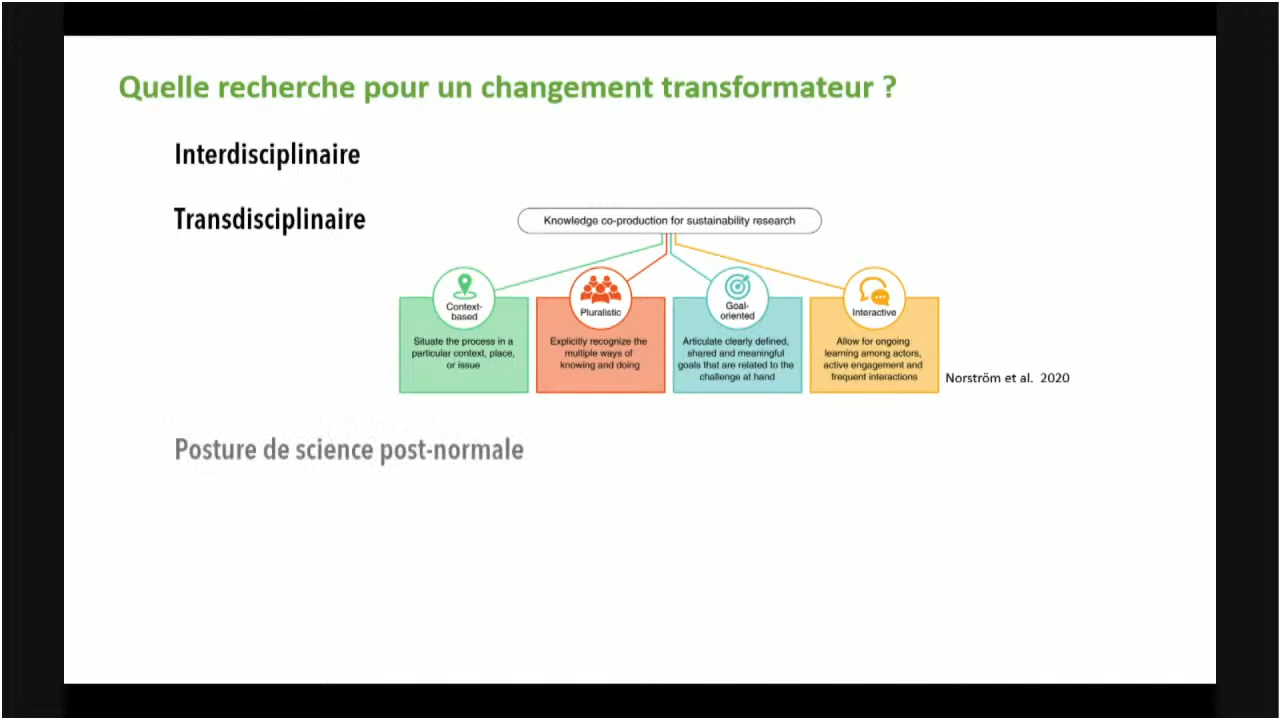 Quelle recherche pour un changement transformateur ?
Interdisciplinaire
Transdisciplinaire
Knowledge co-production for sustainability research
Context-
based
Situate the process in a
particular context, place,
or issue
Pluralistic
Explicitly recognize the
multiple ways of
knowing and doing
Goal-
oriented
Articulate clearly defined,
shared and meaningful
goals that are related to the
challenge at hand
Interactive
Allow for ongoing
learning among actors,
active engagement and
frequent interactions
Norström et al. 2020
Posture de science post-normale